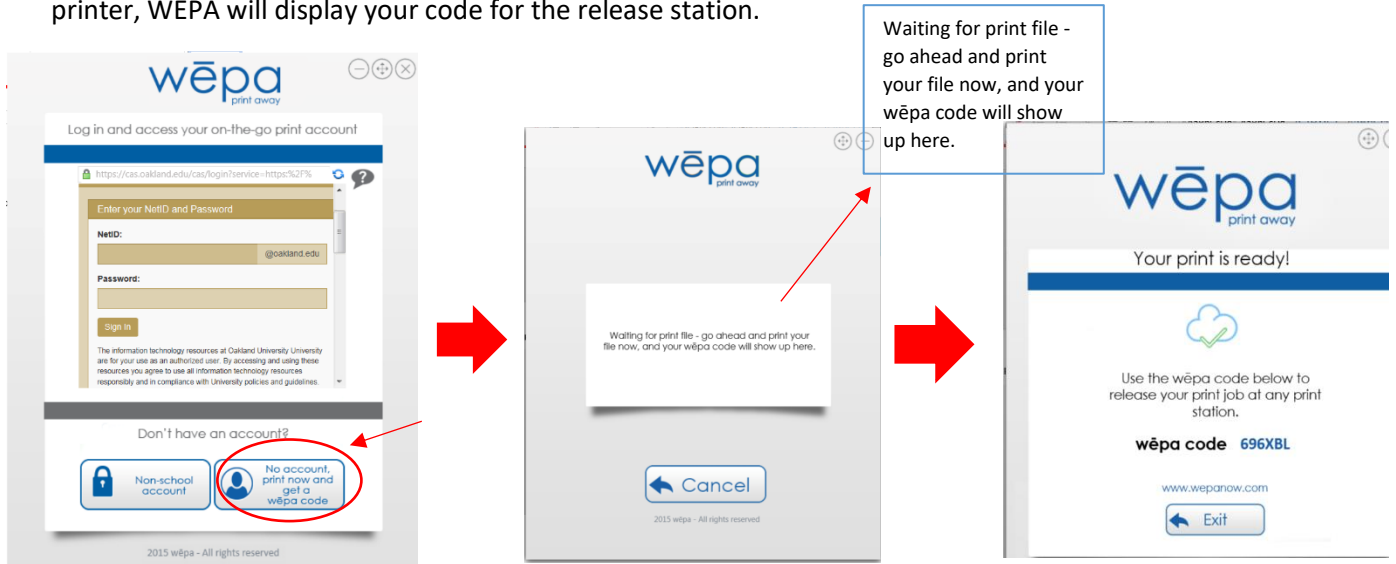 printer, WEPA will display your code for the release station.
Waiting for print file -
go ahead and print
your file now, and your
wēpa code will show
up here.
wēpa
print away
Log in and access your on-the-go print account
https://cas.oakland.edu/cas/login?service=https:%2F%
Enter your NetID and Password
NetID:
@oakland.edu
Password:
Sign In
The information technology resources at Oakland University University
are for your use as an authorized user. By accessing and using these
resources you agree to use all information technology resources
responsibly and in compliance with University policies and guidelines.
Don't have an account?
Non-school
account
No account,
print now and
get a
wēpa code
2015 wēpa - All rights reserved
wēpa
print away
Waiting for print file - go ahead and print your
file now, and your wēpa code will show up here.
Cancel
2015 wēpa - All rights reserved
wēpa
print away
Your print is ready!
Use the wēpa code below to
release your print job at any print
station.
wēpa code 696XBL
www.wepanow.com
Exit